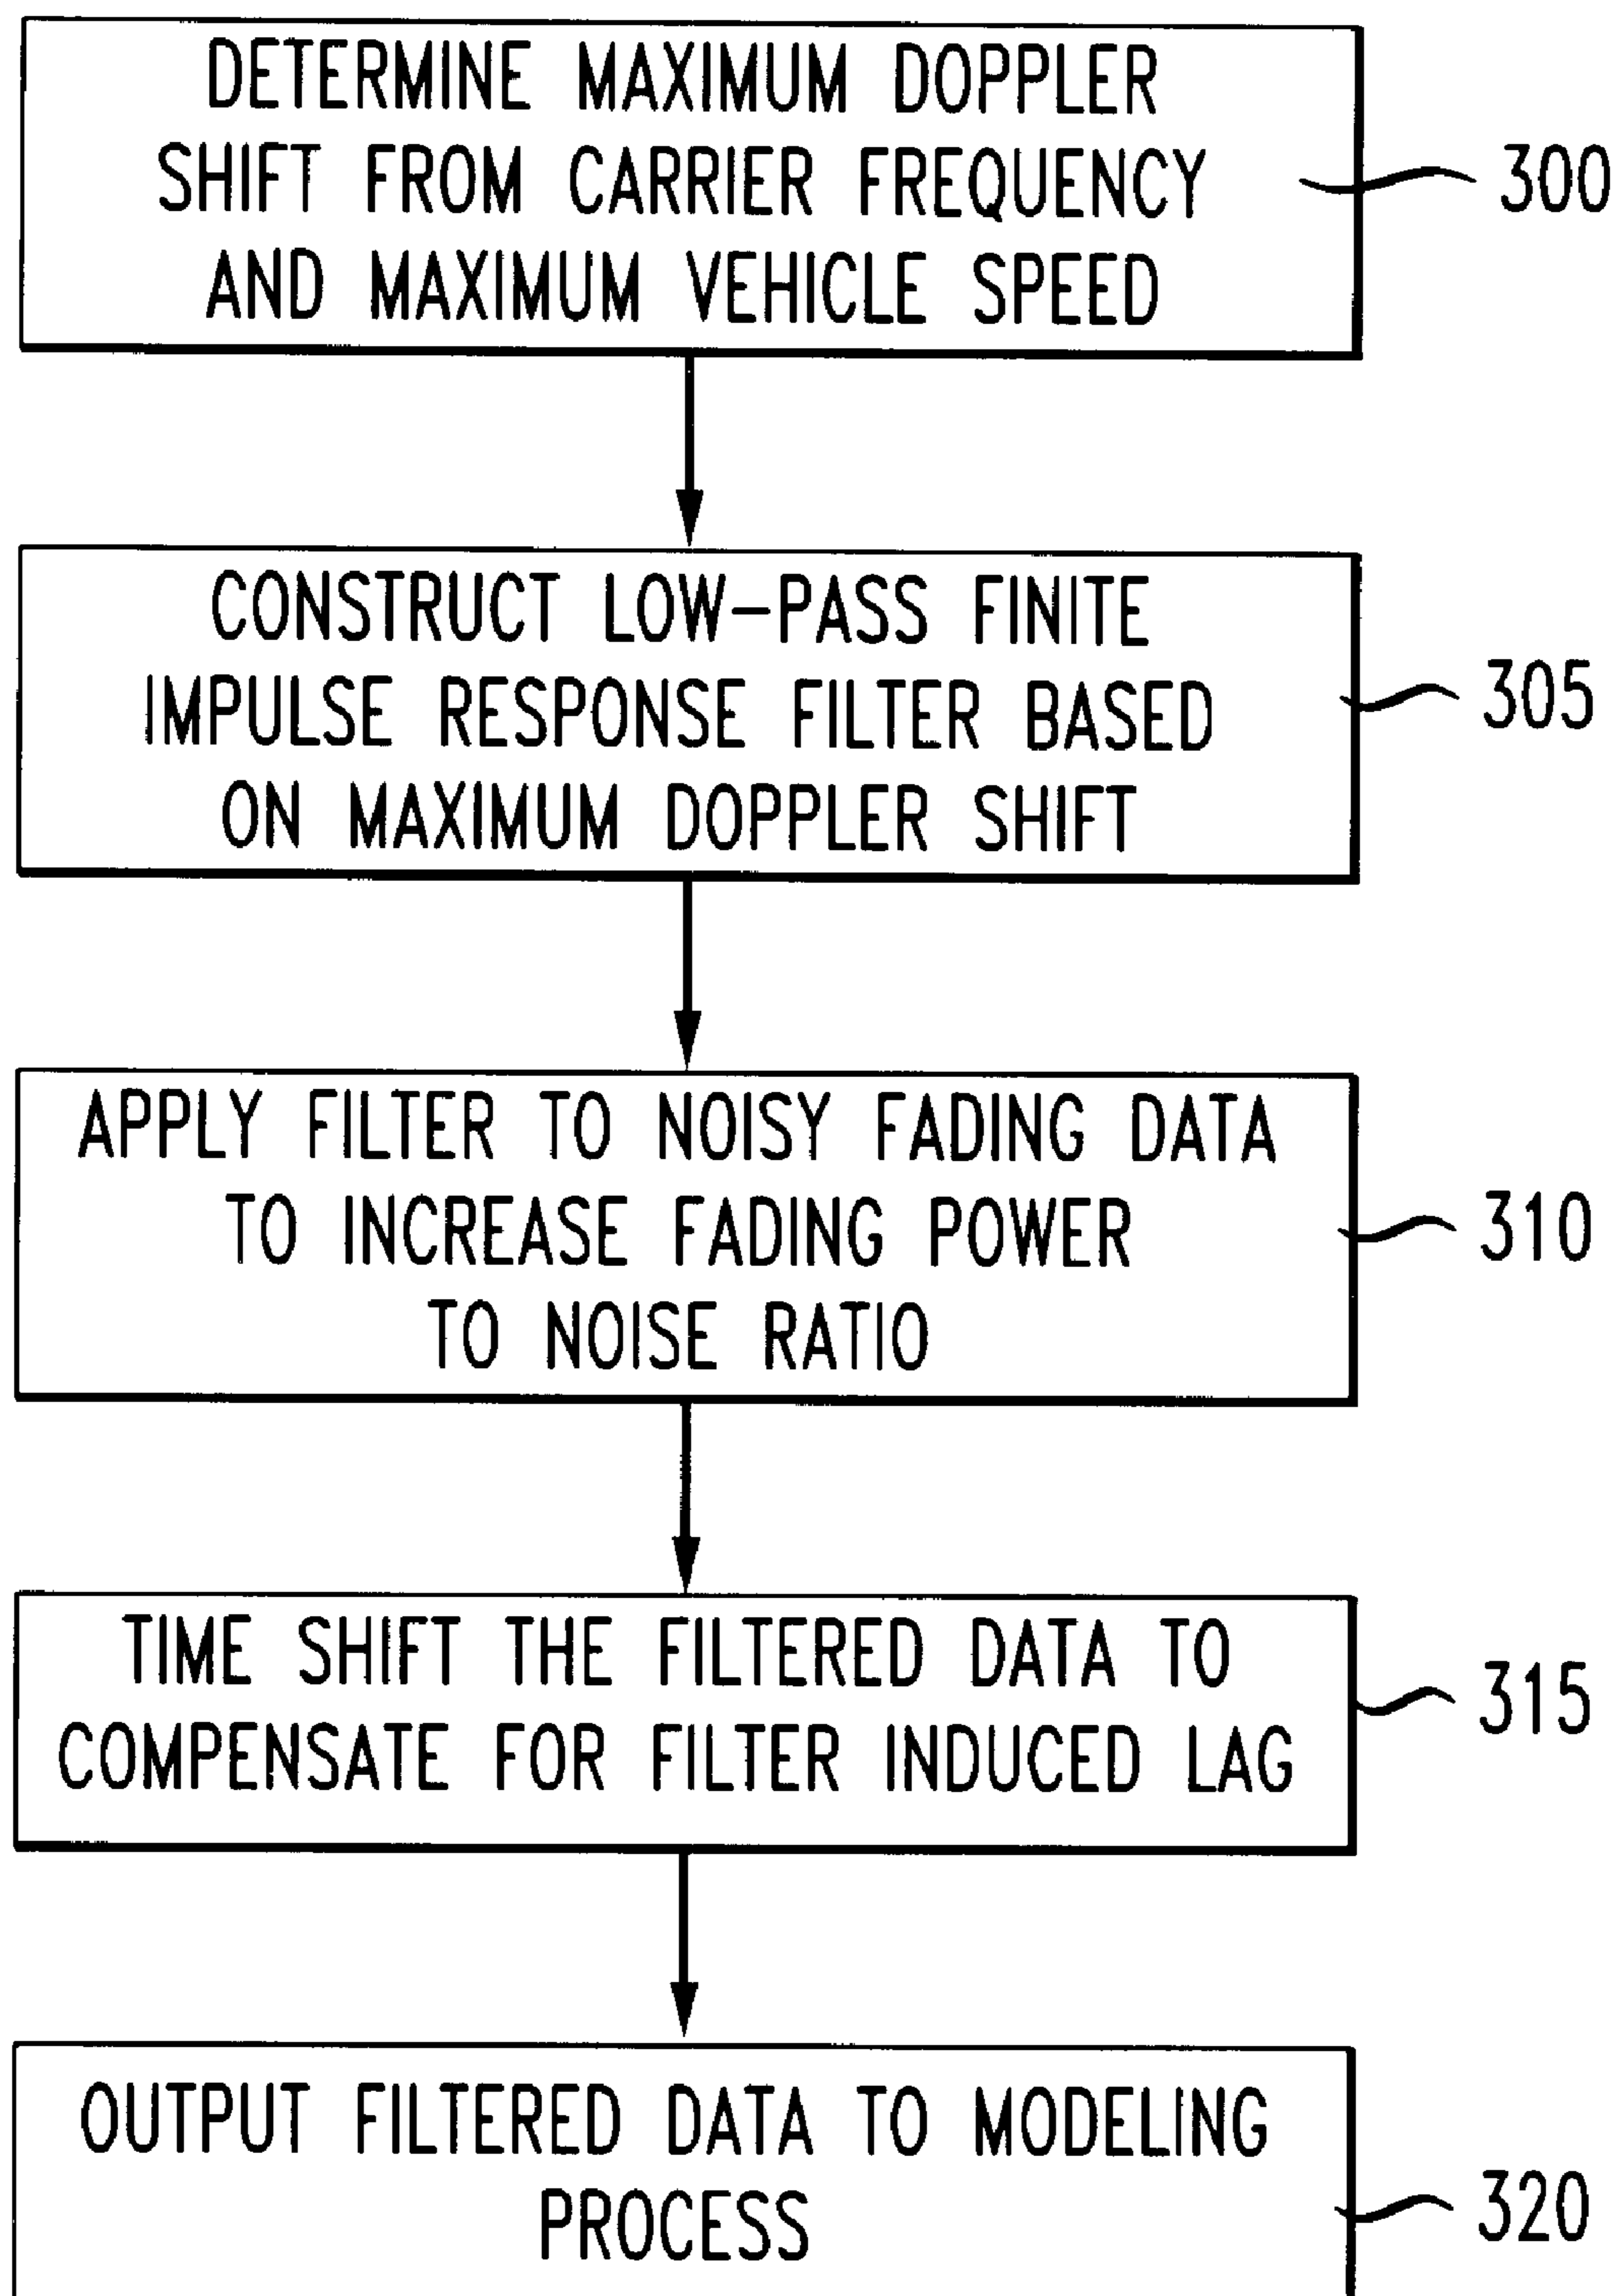 DETERMINE MAXIMUM DOPPLER
SHIFT FROM CARRIER FREQUENCY
AND MAXIMUM VEHICLE SPEED
300
CONSTRUCT LOW-PASS FINITE
IMPULSE RESPONSE FILTER BASED
ON MAXIMUM DOPPLER SHIFT
305
APPLY FILTER TO NOISY FADING DATA
TO INCREASE FADING POWER
TO NOISE RATIO
310
TIME SHIFT THE FILTERED DATA TO
COMPENSATE FOR FILTER INDUCED LAG
315
OUTPUT FILTERED DATA TO MODELING
PROCESS
320